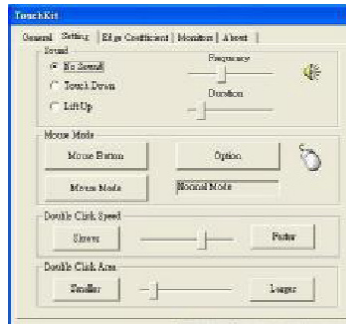 TouchKit
General Setting Edge Coefficient Monitors About
Sound
No Sound
Frequency
Touch Down
Duration
Lift Up
Mouse Mode
Mouse Button
Option
Mouse Mode
Normal Mode
Double Click Speed
Slower
Faster
Double Click Area
Smaller
Larger